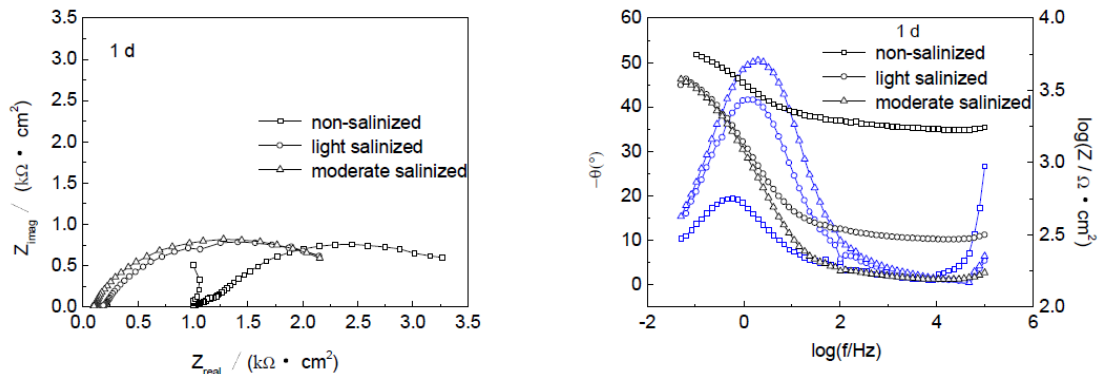 3.5
3.0
2.5
2.0
1.5
1.0
0.5
0.0
0.0 0.5 1.0 1.5 2.0 2.5 3.0 3.5
Z_imag / (kΩ · cm²)
Z_real / (kΩ · cm²)
1 d
non-salinized
light salinized
moderate salinized
60
50
40
30
20
10
0
-2 0 2 4 6
−θ(°)
log(f/Hz)
1 d
non-salinized
light salinized
moderate salinized
4.0
3.5
3.0
2.5
2.0
log(Z / Ω · cm²)